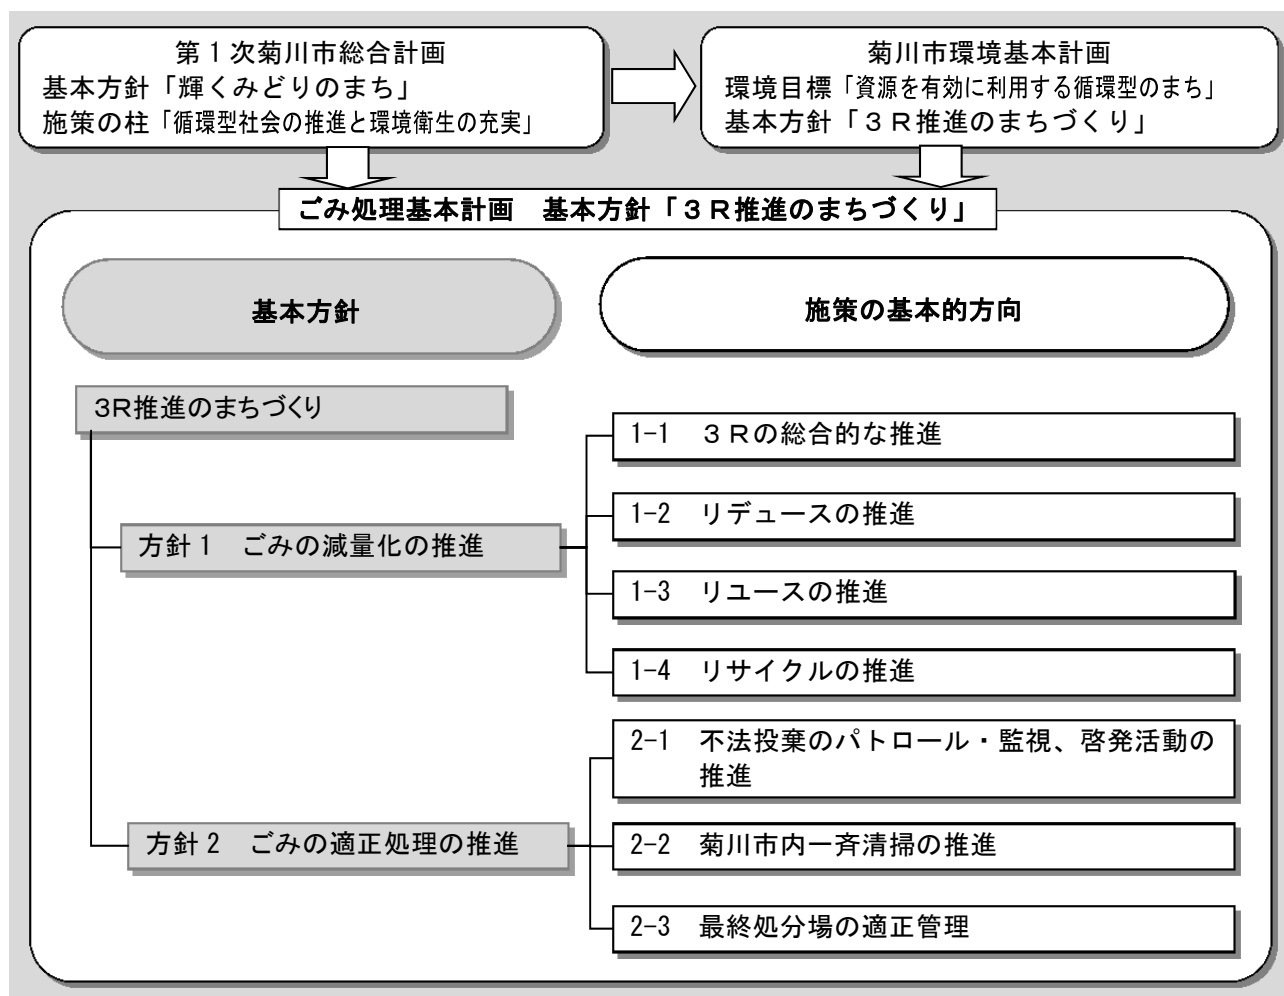 第１次菊川市総合計画
基本方針「輝くみどりのまち」
施策の柱「循環型社会の推進と環境衛生の充実」
菊川市環境基本計画
環境目標「資源を有効に利用する循環型のまち」
基本方針「３Ｒ推進のまちづくり」
ごみ処理基本計画　基本方針「３Ｒ推進のまちづくり」
基本方針
施策の基本的方向
3R推進のまちづくり
方針１　ごみの減量化の推進
1-1　３Ｒの総合的な推進
1-2　リデュースの推進
1-3　リユースの推進
1-4　リサイクルの推進
方針２　ごみの適正処理の推進
2-1　不法投棄のパトロール・監視、啓発活動の
推進
2-2　菊川市内一斉清掃の推進
2-3　最終処分場の適正管理